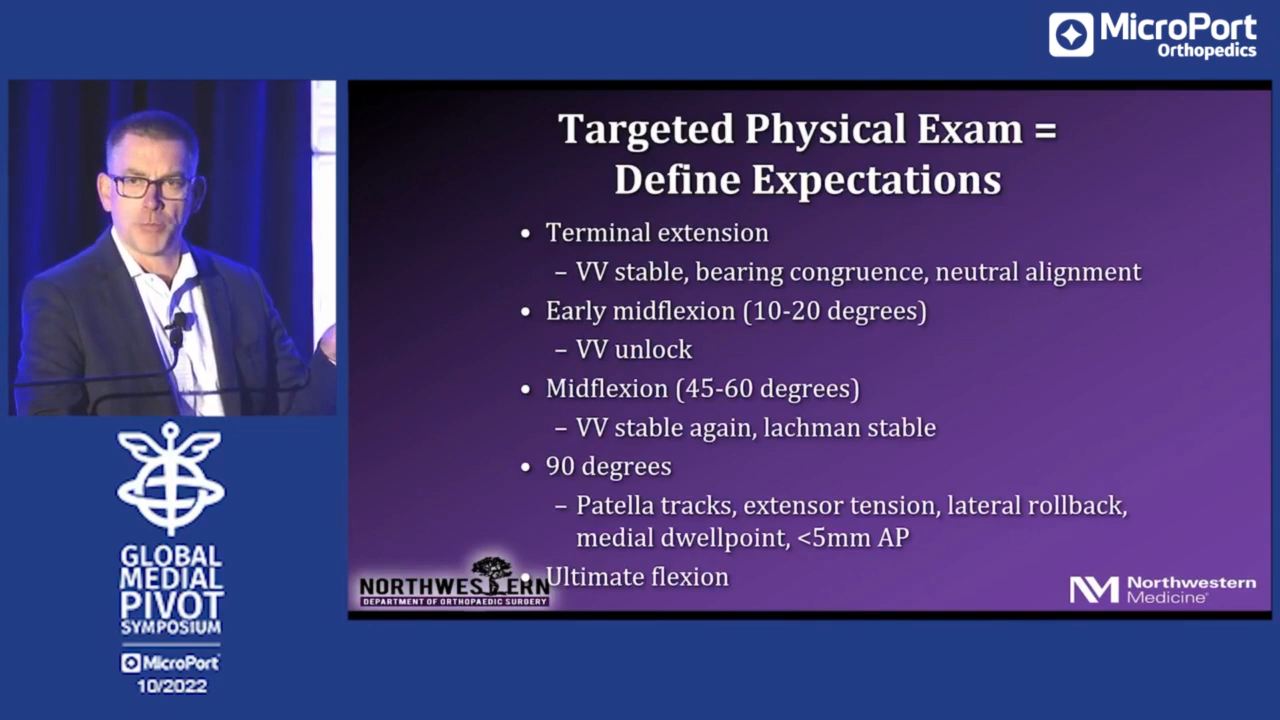 MicroPort
Orthopedics
Targeted Physical Exam =
Define Expectations
• Terminal extension
– VV stable, bearing congruence, neutral alignment
• Early midflexion (10-20 degrees)
– VV unlock
• Midflexion (45-60 degrees)
– VV stable again, lachman stable
• 90 degrees
– Patella tracks, extensor tension, lateral rollback,
medial dwellpoint, <5mm AP
• Ultimate flexion
NORTHWESTERN
DEPARTMENT OF ORTHOPAEDIC SURGERY
NM Northwestern
Medicine®
GLOBAL
MEDIAL
PIVOT
SYMPOSIUM
MicroPort
10/2022